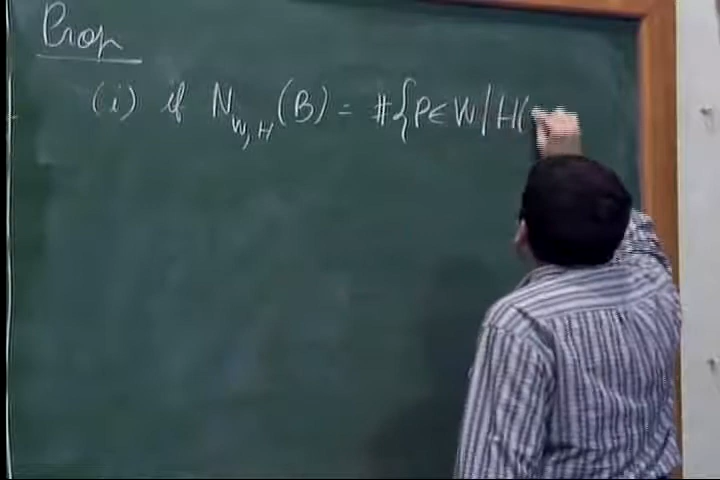 Prop
(i) if N_{W,H}(B) = #{P∈W|H(